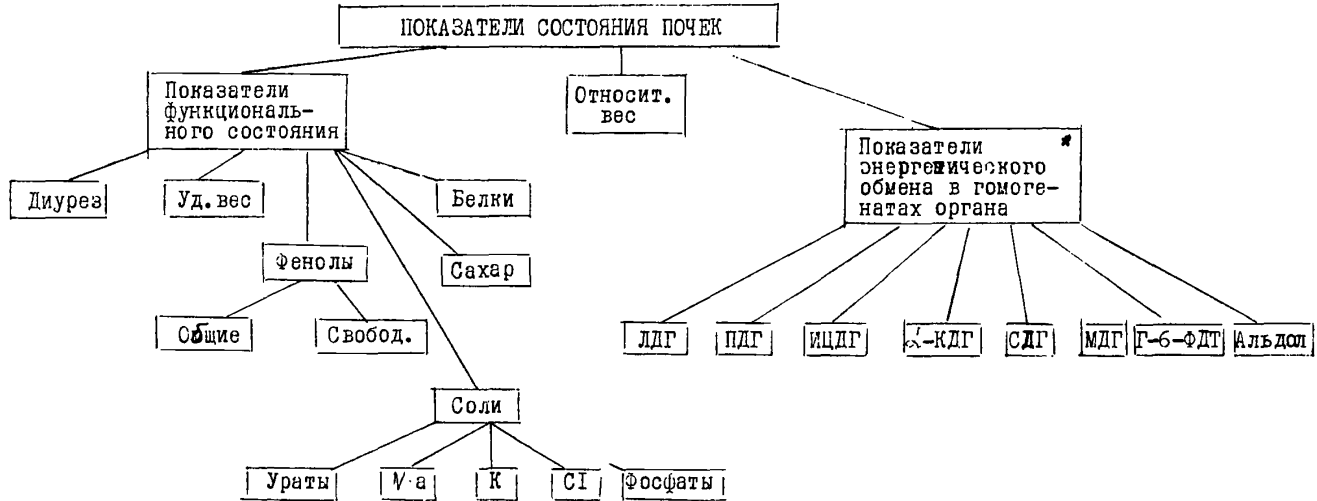 ПОКАЗАТЕЛИ СОСТОЯНИЯ ПОЧЕК
Показатели
функциональ-
ного состояния
Относит.
вес
Показатели *
энергетического
обмена в гомоге-
натах органа
Диурез
Уд. вес
Белки
Фенолы
Сахар
Общие
Свобод.
ЛДГ
ПДГ
ИЦДГ
α-КДГ
СДГ
МДГ
Г-6-ФДГ
Альдол
Соли
Ураты
Na
К
Cl
Фосфаты